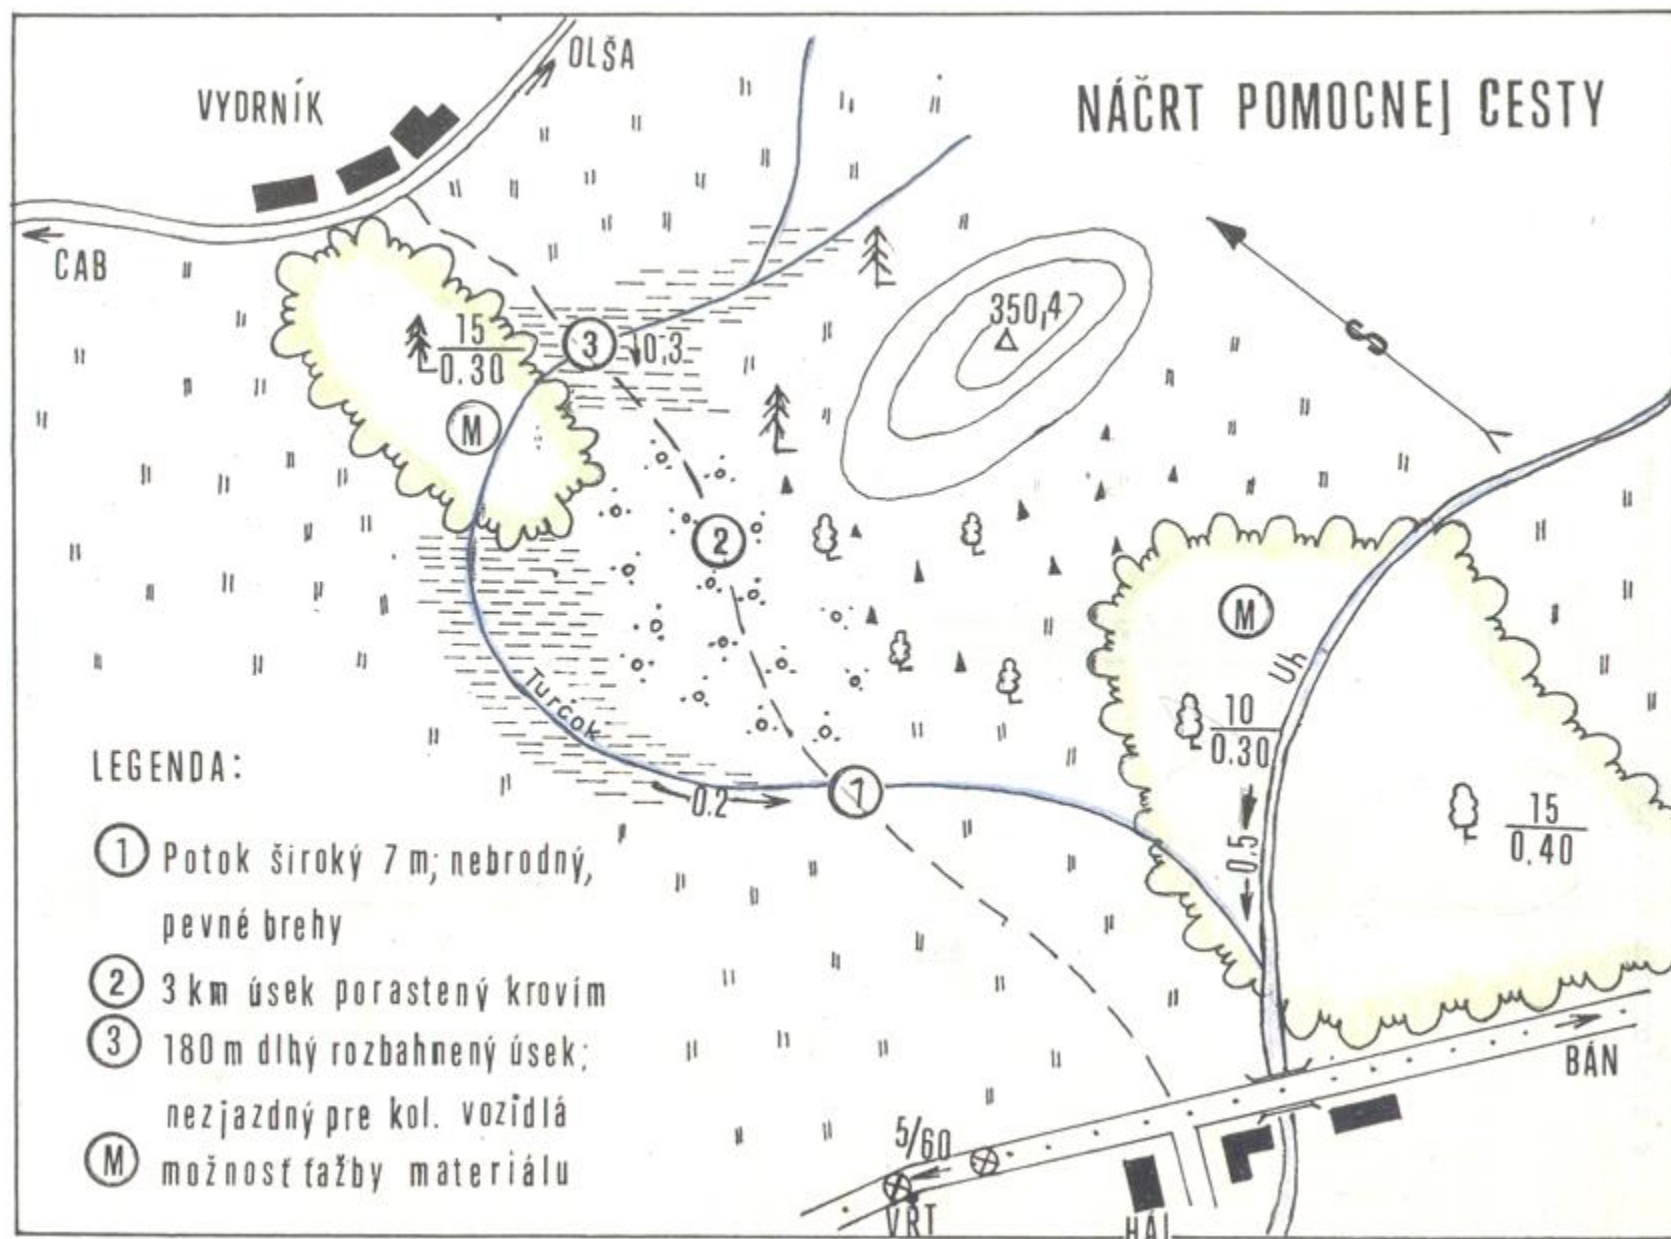 OLŠA
VYDRNÍK
NÁČRT POMOCNEJ CESTY
CAB
350,4
S
15
0.30
3
0,3
M
2
M
Uh
10
0.30
Turcok
15
0.40
0.2
1
0.5
LEGENDA:
1 Potok široký 7 m; nebrodný,
pevné brehy
2 3 km úsek porastený krovím
3 180 m dlhý rozbahnený úsek;
nezjazdný pre kol. vozidlá
M možnosť ťažby materiálu
BÁN
5/60
VRT
HÁJ